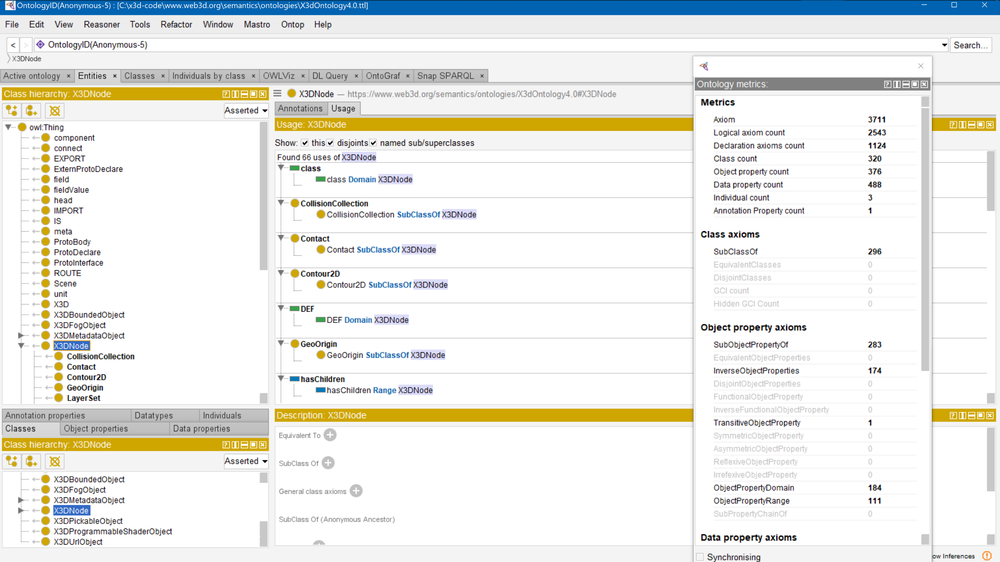 OntologyID(Anonymous-5) : [C:\x3d-code\www.web3d.org\semantics\ontologies\X3dOntology4.0.ttl]
File Edit View Reasoner Tools Refactor Window Mastro Ontop Help
< > OntologyID(Anonymous-5) Search...
X3DNode
Active ontology × Entities × Classes × Individuals by class × OWLViz × DL Query × OntoGraf × Snap SPARQL ×
Class hierarchy: X3DNode
Asserted
owl:Thing
component
connect
EXPORT
ExternProtoDeclare
field
fieldValue
head
IMPORT
IS
meta
ProtoBody
ProtoDeclare
ProtoInterface
ROUTE
Scene
unit
X3D
X3DBoundedObject
X3DFogObject
X3DMetadataObject
X3DNode
CollisionCollection
Contact
Contour2D
GeoOrigin
LayerSet
Annotation properties Datatypes Individuals
Classes Object properties Data properties
Class hierarchy: X3DNode
Asserted
X3DBoundedObject
X3DFogObject
X3DMetadataObject
X3DNode
X3DPickableObject
X3DProgrammableShaderObject
X3DUrlObject
X3DNode — https://www.web3d.org/semantics/ontologies/X3dOntology4.0#X3DNode
Annotations Usage
Usage: X3DNode
Show: this disjoints named sub/superclasses
Found 66 uses of X3DNode
class
class Domain X3DNode
CollisionCollection
CollisionCollection SubClassOf X3DNode
Contact
Contact SubClassOf X3DNode
Contour2D
Contour2D SubClassOf X3DNode
DEF
DEF Domain X3DNode
GeoOrigin
GeoOrigin SubClassOf X3DNode
hasChildren
hasChildren Range X3DNode
Description: X3DNode
Equivalent To
SubClass Of
General class axioms
SubClass Of (Anonymous Ancestor)
Ontology metrics:
Metrics
Axiom 3711
Logical axiom count 2543
Declaration axioms count 1124
Class count 320
Object property count 376
Data property count 488
Individual count 3
Annotation Property count 1
Class axioms
SubClassOf 296
EquivalentClasses 0
DisjointClasses 0
GCI count 0
Hidden GCI Count 0
Object property axioms
SubObjectPropertyOf 283
EquivalentObjectProperties 0
InverseObjectProperties 174
DisjointObjectProperties 0
FunctionalObjectProperty 0
InverseFunctionalObjectProperty 0
TransitiveObjectProperty 1
SymmetricObjectProperty 0
AsymmetricObjectProperty 0
ReflexiveObjectProperty 0
IrrefexiveObjectProperty 0
ObjectPropertyDomain 184
ObjectPropertyRange 111
SubPropertyChainOf 0
Data property axioms
Synchronising
ow Inferences